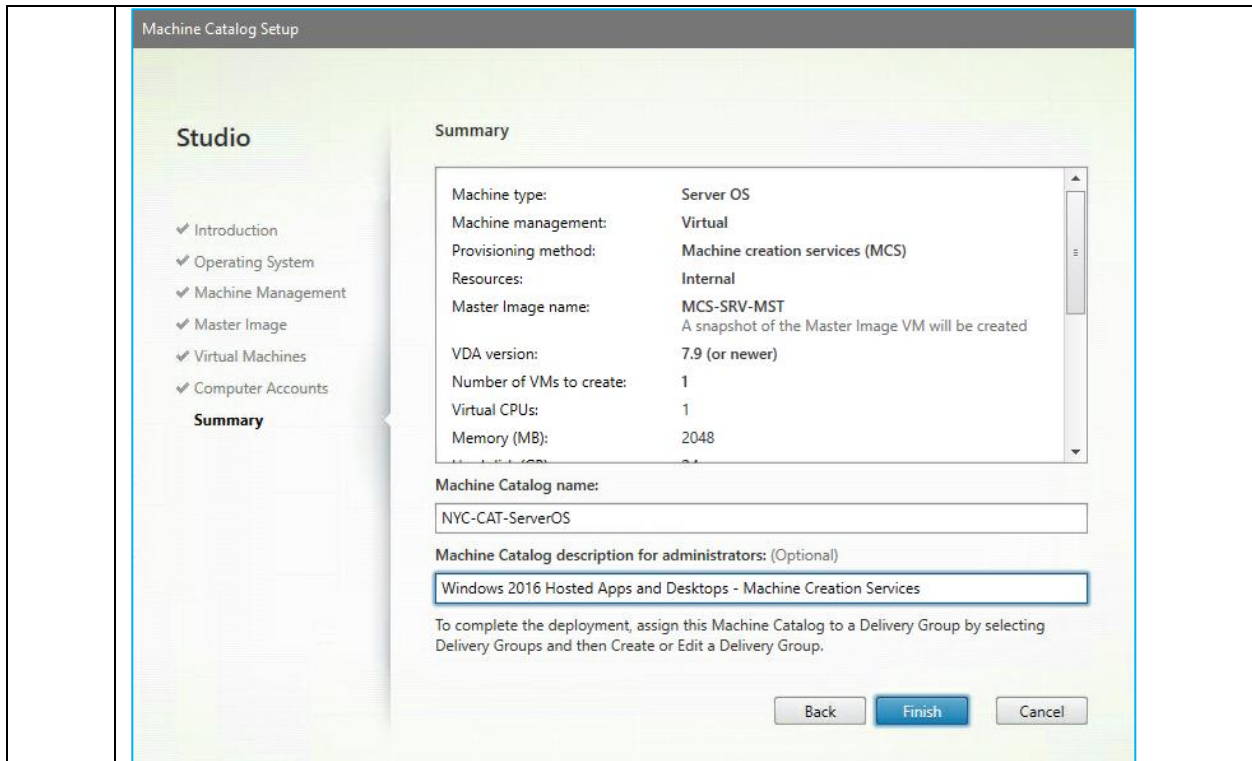 Machine Catalog Setup
Studio
Introduction
Operating System
Machine Management
Master Image
Virtual Machines
Computer Accounts
Summary
Summary
Machine type: Server OS
Machine management: Virtual
Provisioning method: Machine creation services (MCS)
Resources: Internal
Master Image name: MCS-SRV-MST
A snapshot of the Master Image VM will be created
VDA version: 7.9 (or newer)
Number of VMs to create: 1
Virtual CPUs: 1
Memory (MB): 2048
Machine Catalog name:
NYC-CAT-ServerOS
Machine Catalog description for administrators: (Optional)
Windows 2016 Hosted Apps and Desktops - Machine Creation Services
To complete the deployment, assign this Machine Catalog to a Delivery Group by selecting
Delivery Groups and then Create or Edit a Delivery Group.
Back Finish Cancel